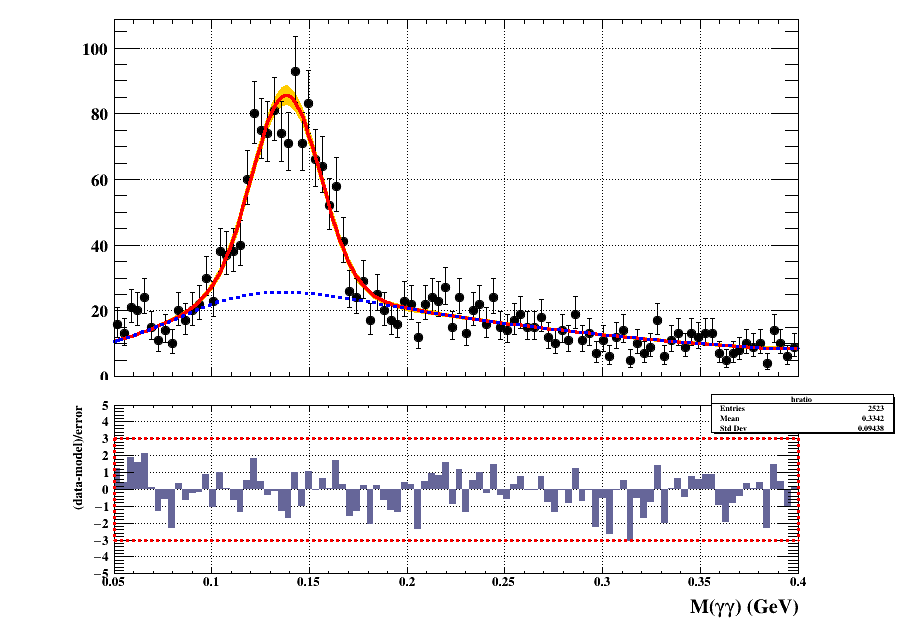 100
80
60
40
20
0
hratio
Entries 2523
Mean 0.3342
Std Dev 0.09438
(data-model)/error
5
4
3
2
1
0
−1
−2
−3
−4
−5
0.05 0.1 0.15 0.2 0.25 0.3 0.35 0.4
M(γγ) (GeV)